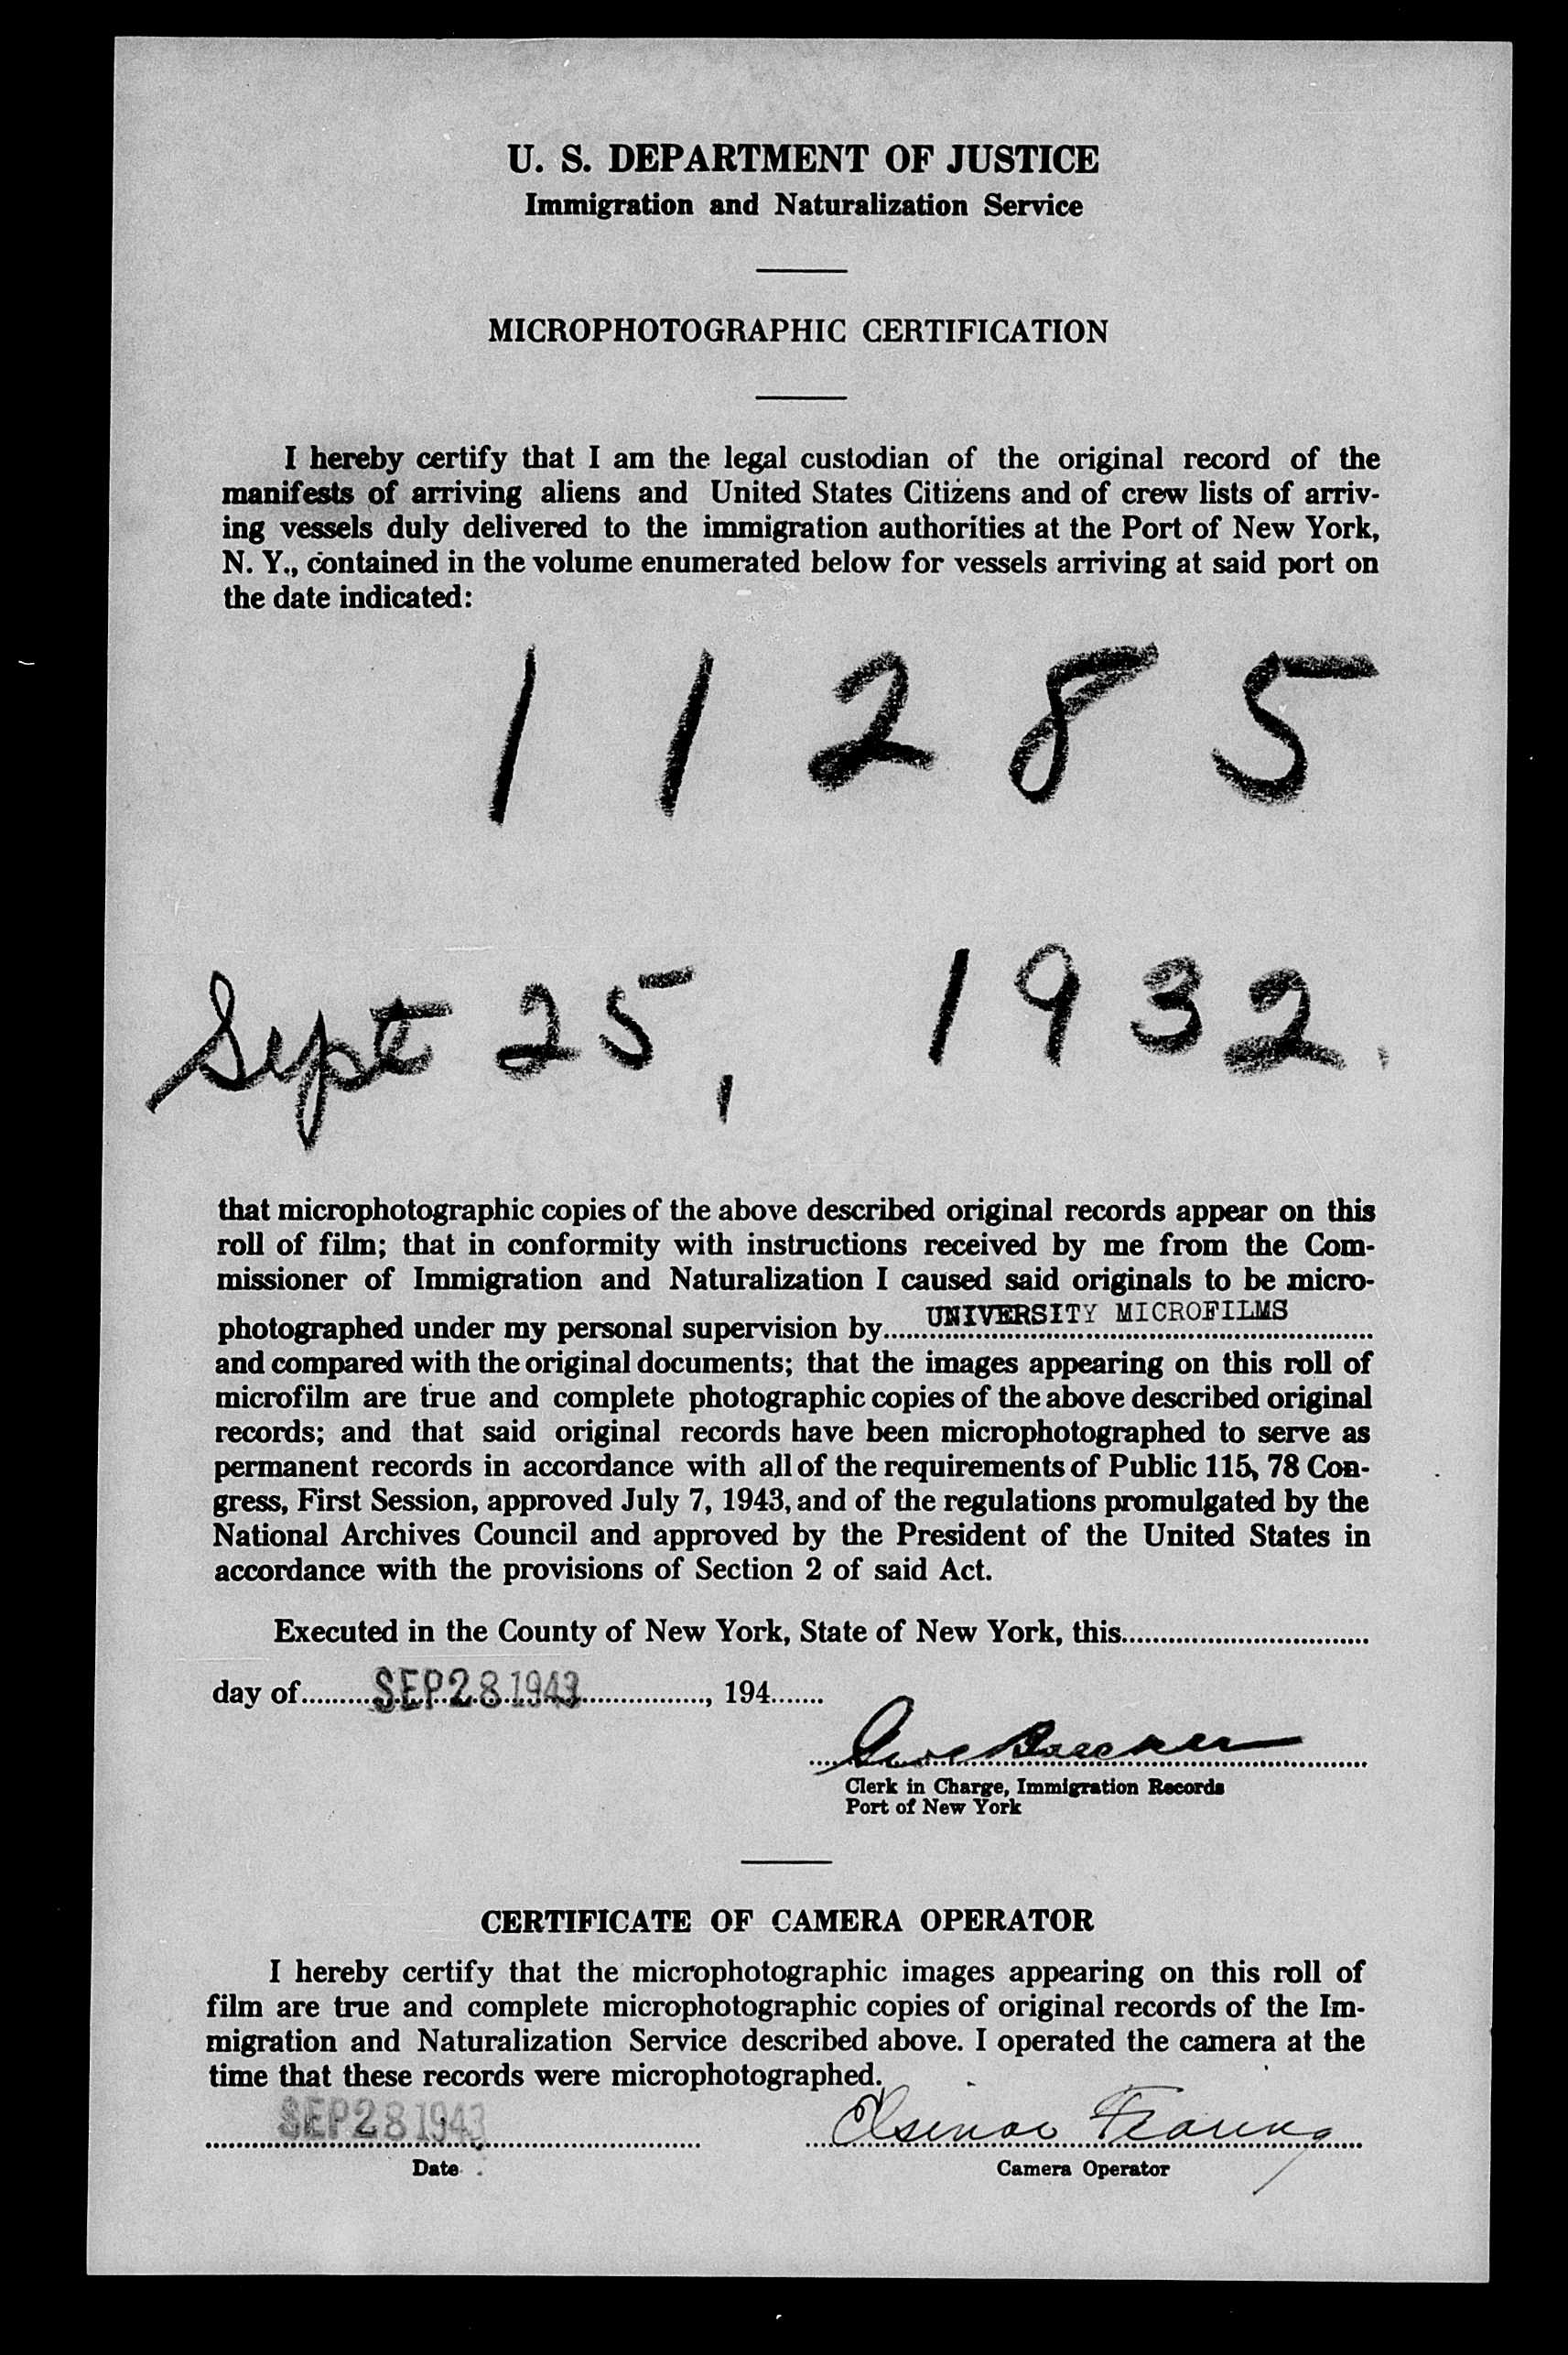 U. S. DEPARTMENT OF JUSTICE
Immigration and Naturalization Service
MICROPHOTOGRAPHIC CERTIFICATION
I hereby certify that I am the legal custodian of the original record of the
manifests of arriving aliens and United States Citizens and of crew lists of arriv-
ing vessels duly delivered to the immigration authorities at the Port of New York,
N. Y., contained in the volume enumerated below for vessels arriving at said port on
the date indicated:
11285
Sept 25, 1932.
that microphotographic copies of the above described original records appear on this
roll of film; that in conformity with instructions received by me from the Com-
missioner of Immigration and Naturalization I caused said originals to be micro-
photographed under my personal supervision by UNIVERSITY MICROFILMS
and compared with the original documents; that the images appearing on this roll of
microfilm are true and complete photographic copies of the above described original
records; and that said original records have been microphotographed to serve as
permanent records in accordance with all of the requirements of Public 115, 78 Con-
gress, First Session, approved July 7, 1943, and of the regulations promulgated by the
National Archives Council and approved by the President of the United States in
accordance with the provisions of Section 2 of said Act.
Executed in the County of New York, State of New York, this
day of SEP 28 1943, 194
Clerk in Charge, Immigration Records
Port of New York
CERTIFICATE OF CAMERA OPERATOR
I hereby certify that the microphotographic images appearing on this roll of
film are true and complete microphotographic copies of original records of the Im-
migration and Naturalization Service described above. I operated the camera at the
time that these records were microphotographed.
SEP 28 1943
Date
Camera Operator